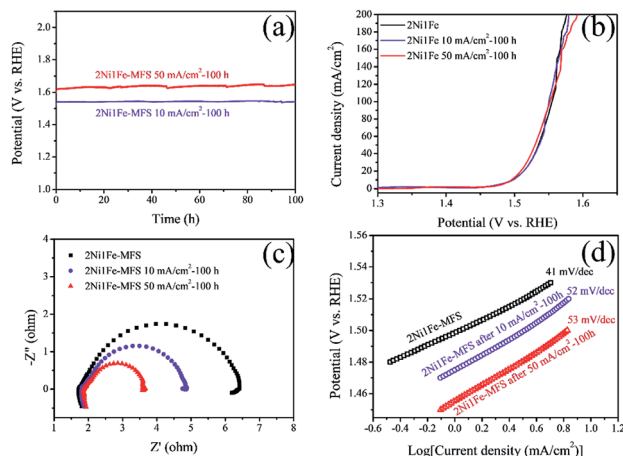 (a)
2.0
1.8
1.6
1.4
1.2
1.0
2Ni1Fe-MFS 50 mA/cm²-100 h
2Ni1Fe-MFS 10 mA/cm²-100 h
Potential (V vs. RHE)
0 20 40 60 80 100
Time (h)
(b)
200
180
160
140
120
100
80
60
40
20
0
2Ni1Fe
2Ni1Fe 10 mA/cm²-100 h
2Ni1Fe 50 mA/cm²-100 h
Current density (mA/cm²)
1.3 1.4 1.5 1.6
Potential (V vs. RHE)
(c)
4
3
2
1
0
-1
2Ni1Fe-MFS
2Ni1Fe-MFS 10 mA/cm²-100 h
2Ni1Fe-MFS 50 mA/cm²-100 h
-Z" (ohm)
1 2 3 4 5 6 7 8
Z' (ohm)
(d)
1.56
1.54
1.52
1.50
1.48
1.46
41 mV/dec
52 mV/dec
53 mV/dec
2Ni1Fe-MFS
2Ni1Fe-MFS after 10 mA/cm²-100h
2Ni1Fe-MFS after 50 mA/cm²-100h
Potential (V vs. RHE)
-0.6 -0.4 -0.2 0.0 0.2 0.4 0.6 0.8 1.0 1.2
Log[Current density (mA/cm²)]